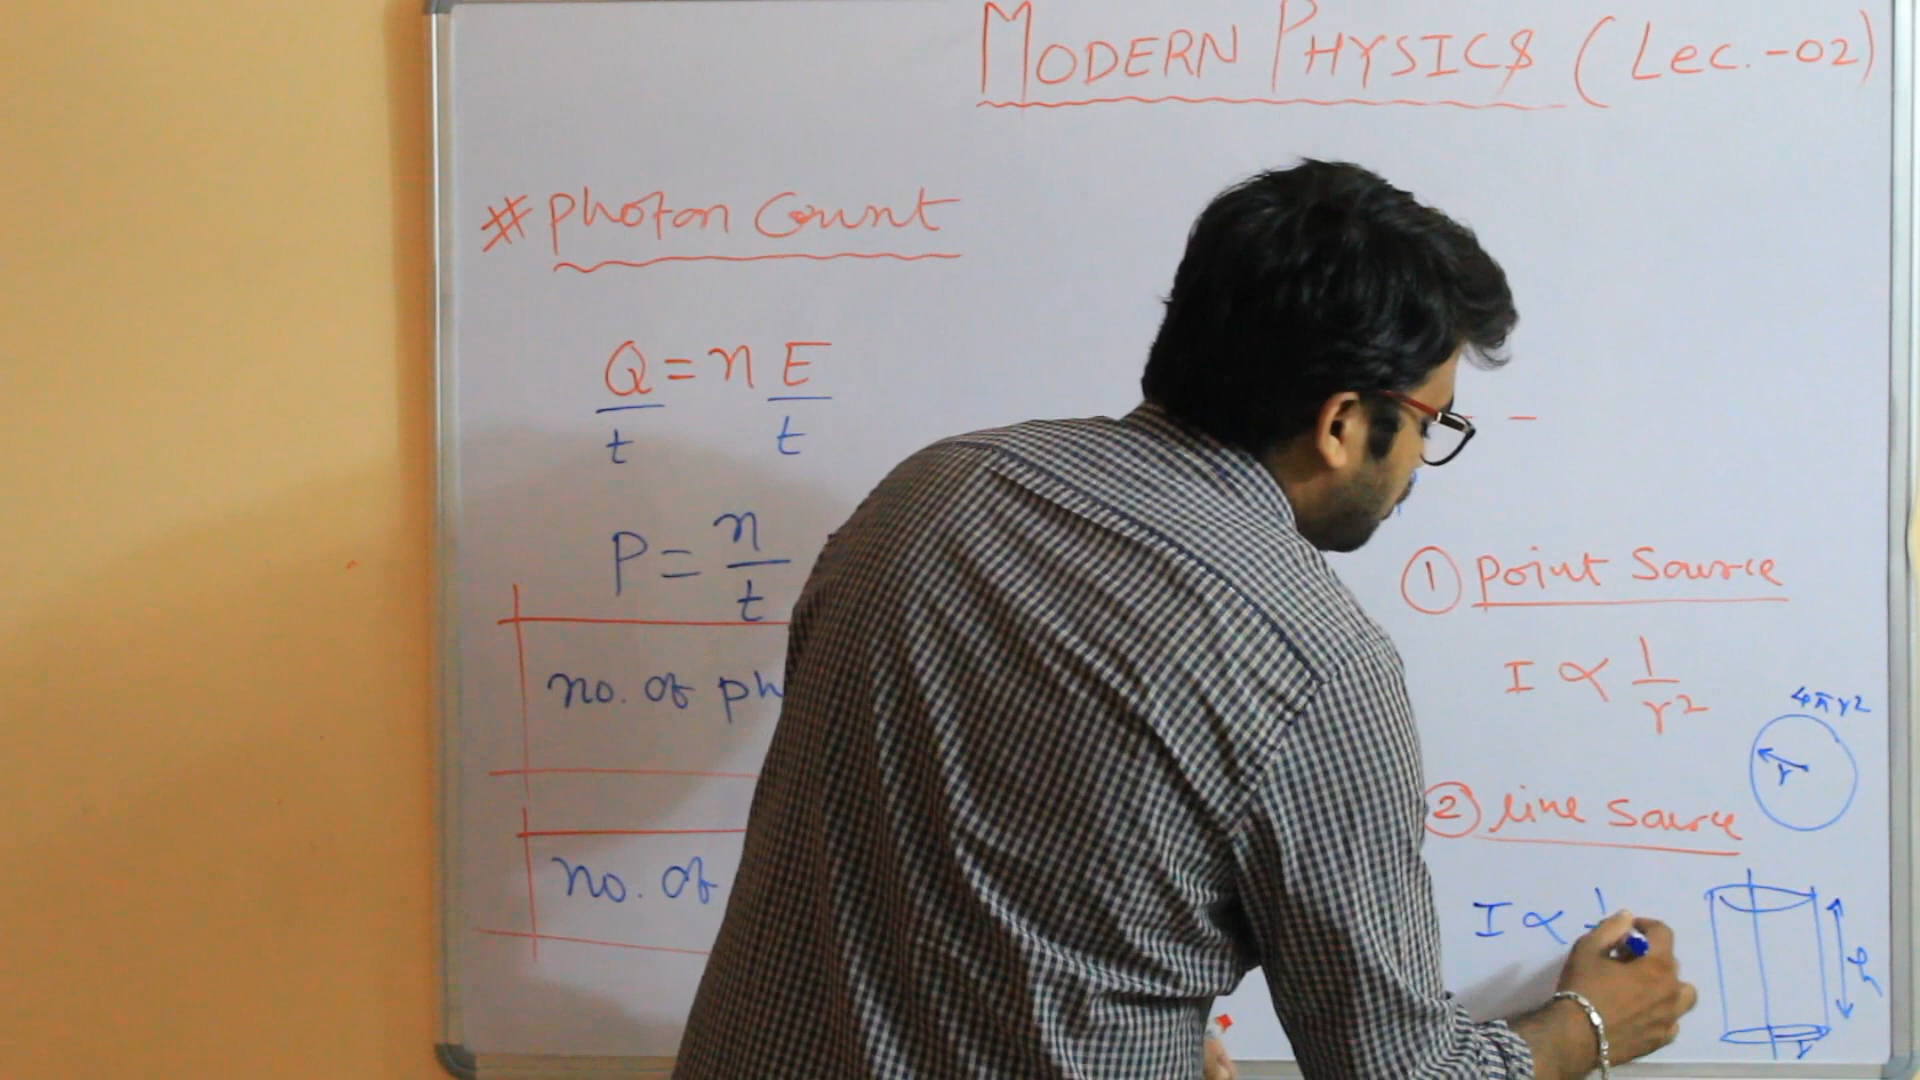 MODERN PHYSICS (Lec.-02)
# Photon Count
Q = n E
t t
P = n
t
no. of ph
no. of
① Point Source
I ∝ 1
r²
4πr²
r
② line source
I ∝ 1
r